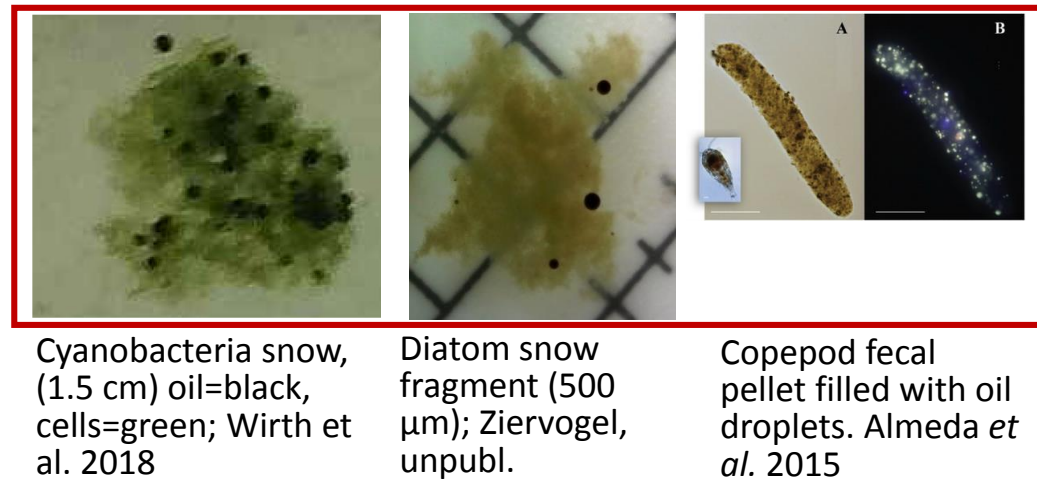 A
B
Cyanobacteria snow,
(1.5 cm) oil=black,
cells=green; Wirth et
al. 2018
Diatom snow
fragment (500
μm); Ziervogel,
unpubl.
Copepod fecal
pellet filled with oil
droplets. Almeda et
al. 2015